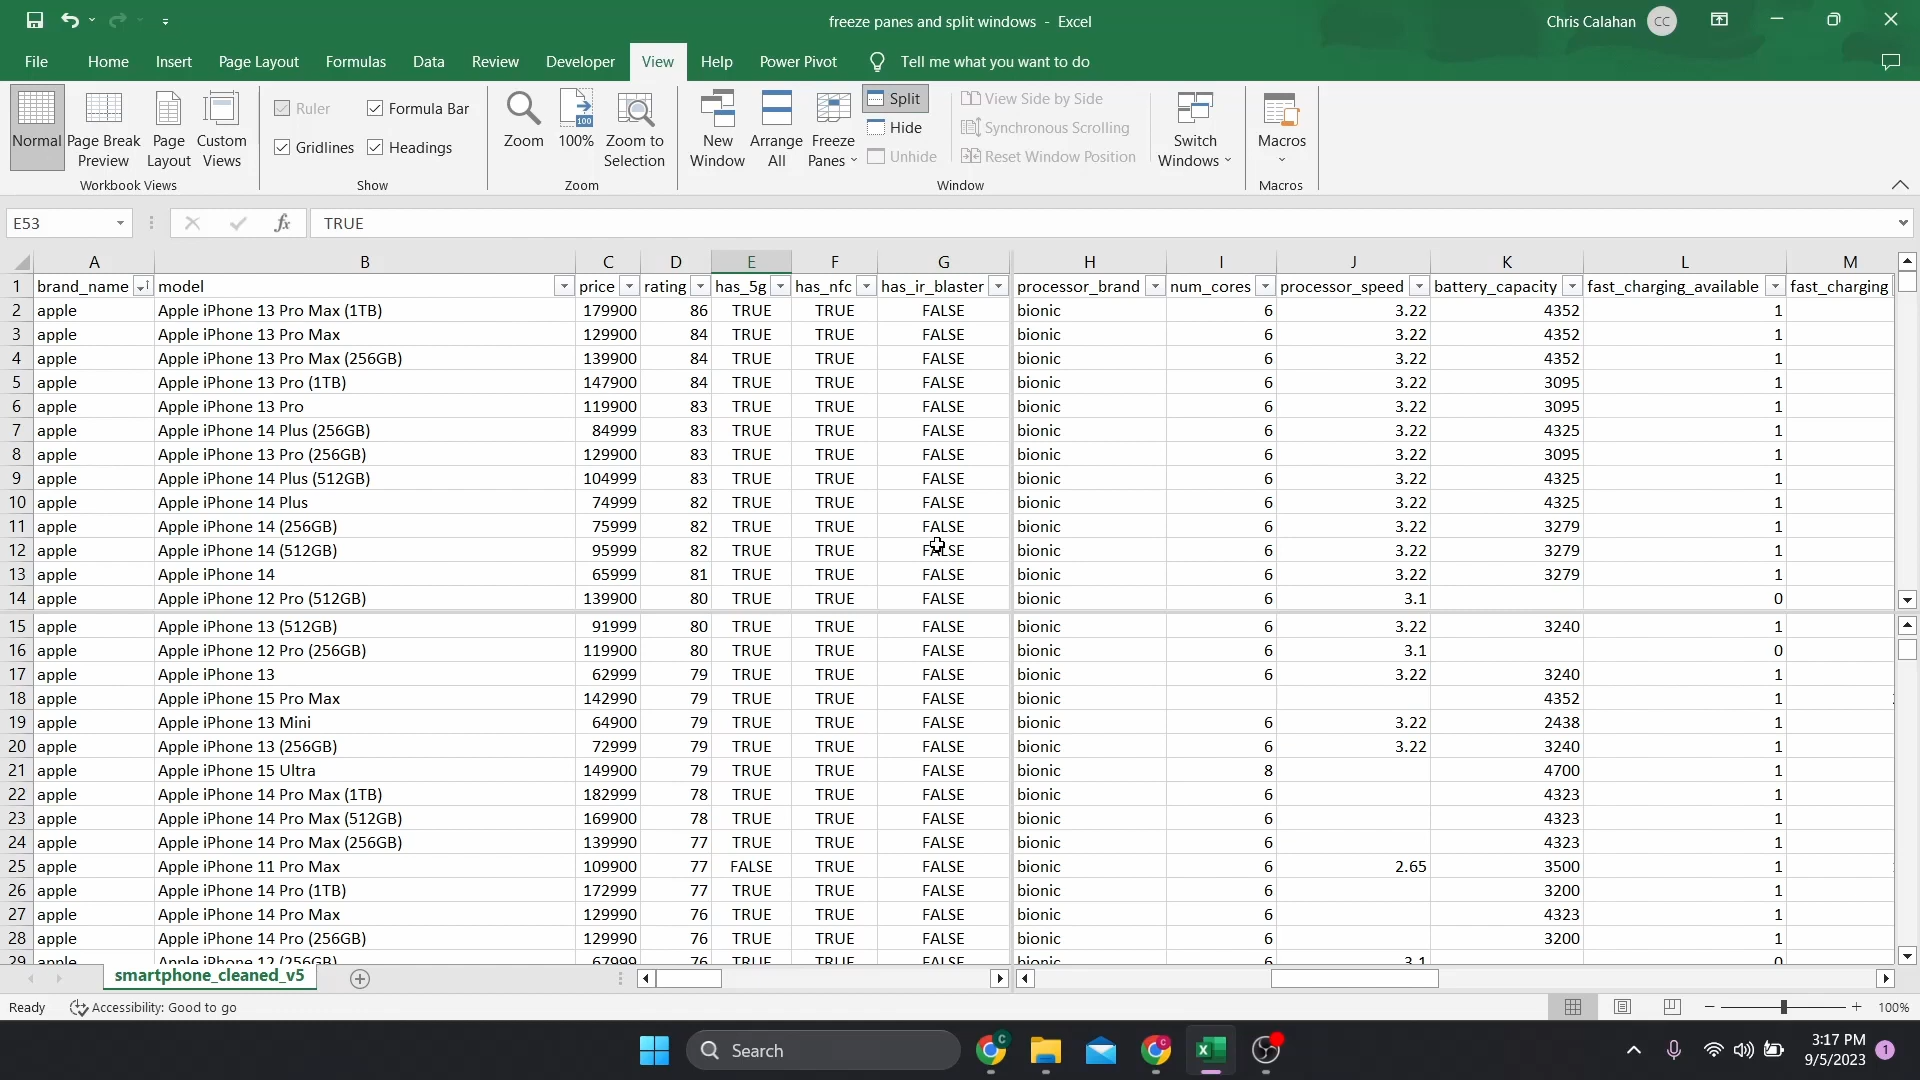 freeze panes and split windows - Excel
Chris Calahan CC
File Home Insert Page Layout Formulas Data Review Developer View Help Power Pivot Tell me what you want to do
Normal Page Break Preview Page Layout Custom Views
Workbook Views
Ruler Formula Bar
Gridlines Headings
Show
Zoom 100% Zoom to Selection
100
Zoom
New Window Arrange All Freeze Panes
Split
Hide
Unhide
View Side by Side
Synchronous Scrolling
Reset Window Position
Switch Windows
Window
Macros
Macros
E53 fx TRUE
A B C D E F G H I J K L M
1 brand_name model price rating has_5g has_nfc has_ir_blaster processor_brand num_cores processor_speed battery_capacity fast_charging_available fast_charging
2 apple Apple iPhone 13 Pro Max (1TB) 179900 86 TRUE TRUE FALSE bionic 6 3.22 4352 1
3 apple Apple iPhone 13 Pro Max 129900 84 TRUE TRUE FALSE bionic 6 3.22 4352 1
4 apple Apple iPhone 13 Pro Max (256GB) 139900 84 TRUE TRUE FALSE bionic 6 3.22 4352 1
5 apple Apple iPhone 13 Pro (1TB) 147900 84 TRUE TRUE FALSE bionic 6 3.22 3095 1
6 apple Apple iPhone 13 Pro 119900 83 TRUE TRUE FALSE bionic 6 3.22 3095 1
7 apple Apple iPhone 14 Plus (256GB) 84999 83 TRUE TRUE FALSE bionic 6 3.22 4325 1
8 apple Apple iPhone 13 Pro (256GB) 129900 83 TRUE TRUE FALSE bionic 6 3.22 3095 1
9 apple Apple iPhone 14 Plus (512GB) 104999 83 TRUE TRUE FALSE bionic 6 3.22 4325 1
10 apple Apple iPhone 14 Plus 74999 82 TRUE TRUE FALSE bionic 6 3.22 4325 1
11 apple Apple iPhone 14 (256GB) 75999 82 TRUE TRUE FALSE bionic 6 3.22 3279 1
12 apple Apple iPhone 14 (512GB) 95999 82 TRUE TRUE FALSE bionic 6 3.22 3279 1
13 apple Apple iPhone 14 65999 81 TRUE TRUE FALSE bionic 6 3.22 3279 1
14 apple Apple iPhone 12 Pro (512GB) 139900 80 TRUE TRUE FALSE bionic 6 3.1 0
15 apple Apple iPhone 13 (512GB) 91999 80 TRUE TRUE FALSE bionic 6 3.22 3240 1
16 apple Apple iPhone 12 Pro (256GB) 119900 80 TRUE TRUE FALSE bionic 6 3.1 0
17 apple Apple iPhone 13 62999 79 TRUE TRUE FALSE bionic 6 3.22 3240 1
18 apple Apple iPhone 15 Pro Max 142990 79 TRUE TRUE FALSE bionic 4352 1
19 apple Apple iPhone 13 Mini 64900 79 TRUE TRUE FALSE bionic 6 3.22 2438 1
20 apple Apple iPhone 13 (256GB) 72999 79 TRUE TRUE FALSE bionic 6 3.22 3240 1
21 apple Apple iPhone 15 Ultra 149900 79 TRUE TRUE FALSE bionic 8 4700 1
22 apple Apple iPhone 14 Pro Max (1TB) 182999 78 TRUE TRUE FALSE bionic 6 4323 1
23 apple Apple iPhone 14 Pro Max (512GB) 169900 78 TRUE TRUE FALSE bionic 6 4323 1
24 apple Apple iPhone 14 Pro Max (256GB) 139990 77 TRUE TRUE FALSE bionic 6 4323 1
25 apple Apple iPhone 11 Pro Max 109900 77 FALSE TRUE FALSE bionic 6 2.65 3500 1
26 apple Apple iPhone 14 Pro (1TB) 172999 77 TRUE TRUE FALSE bionic 6 3200 1
27 apple Apple iPhone 14 Pro Max 129990 76 TRUE TRUE FALSE bionic 6 4323 1
28 apple Apple iPhone 14 Pro (256GB) 129990 76 TRUE TRUE FALSE bionic 6 3200 1
29 apple Apple iPhone 12 (256GB) 67999 76 TRUE TRUE FALSE bionic 6 3.1 0
smartphone_cleaned_v5
Ready Accessibility: Good to go 100%
Search
3:17 PM
9/5/2023
1